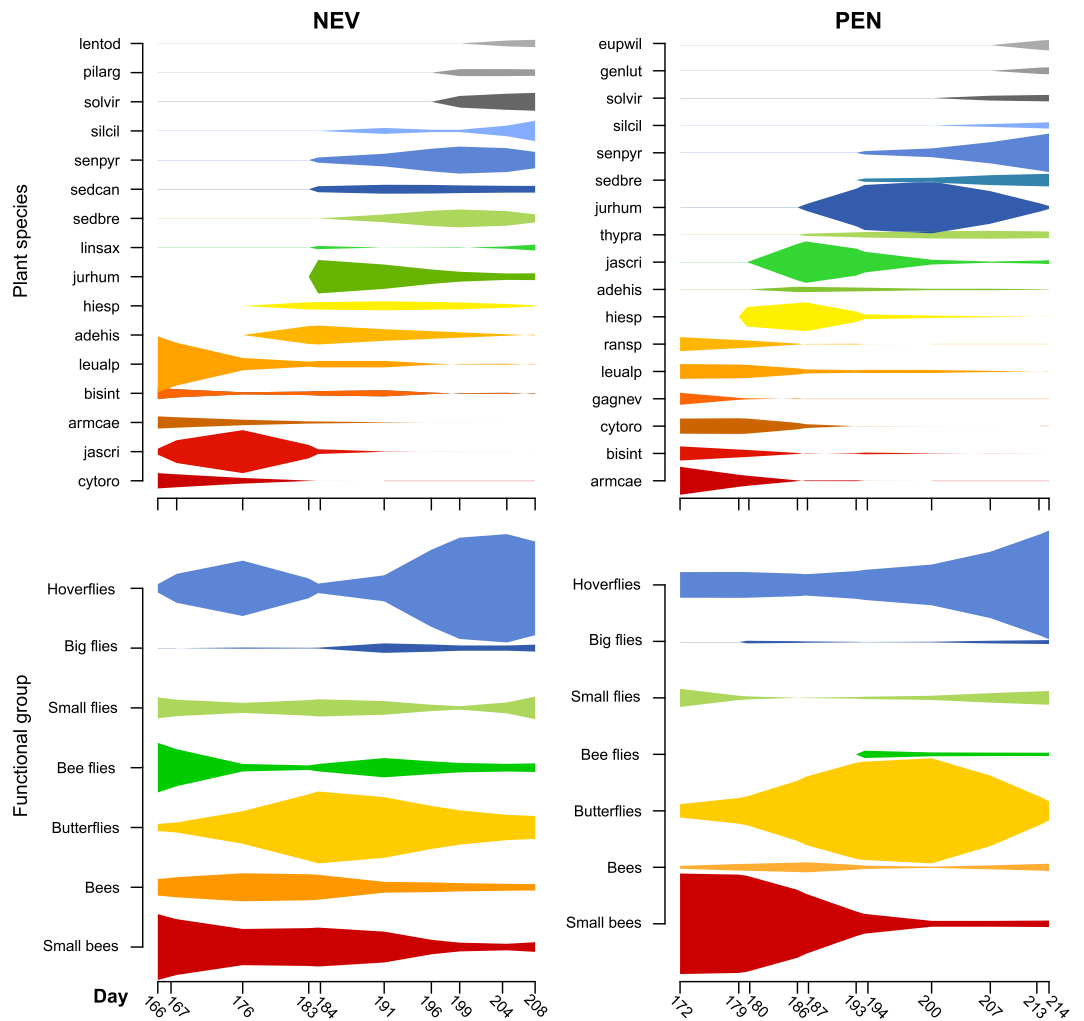 NEV
PEN
Plant species
lentod
pilarg
solvir
silcil
senpyr
sedcan
sedbre
linsax
jurhum
hiesp
adehis
leualp
bisint
armcae
jascri
cytoro
eupwil
genlut
solvir
silcil
senpyr
sedbre
jurhum
thypra
jascri
adehis
hiesp
ransp
leualp
gagnev
cytoro
bisint
armcae
Functional group
Hoverflies
Big flies
Small flies
Bee flies
Butterflies
Bees
Small bees
Hoverflies
Big flies
Small flies
Bee flies
Butterflies
Bees
Small bees
Day
166 167 176 183 184 191 196 199 204 208
172 179 180 186 187 193 194 200 207 213 214